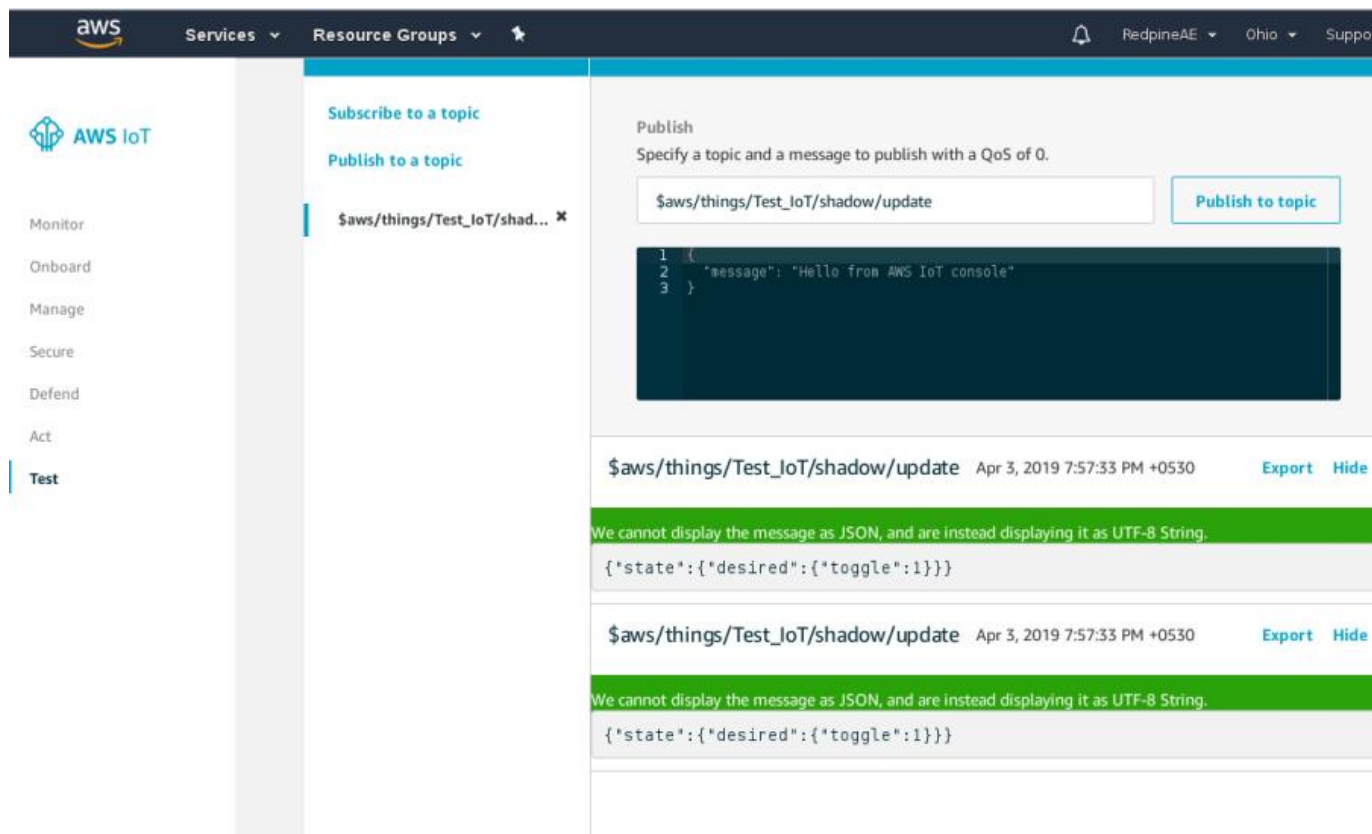 aws
Services
Resource Groups
RedpineAE
Ohio
Suppo
AWS IoT
Monitor
Onboard
Manage
Secure
Defend
Act
Test
Subscribe to a topic
Publish to a topic
$aws/things/Test_IoT/shad... ✖
Publish
Specify a topic and a message to publish with a QoS of 0.
$aws/things/Test_IoT/shadow/update
Publish to topic
1 {
2 "message": "Hello from AWS IoT console"
3 }
$aws/things/Test_IoT/shadow/update Apr 3, 2019 7:57:33 PM +0530 Export Hide
We cannot display the message as JSON, and are instead displaying it as UTF-8 String.
{"state":{"desired":{"toggle":1}}}
$aws/things/Test_IoT/shadow/update Apr 3, 2019 7:57:33 PM +0530 Export Hide
We cannot display the message as JSON, and are instead displaying it as UTF-8 String.
{"state":{"desired":{"toggle":1}}}